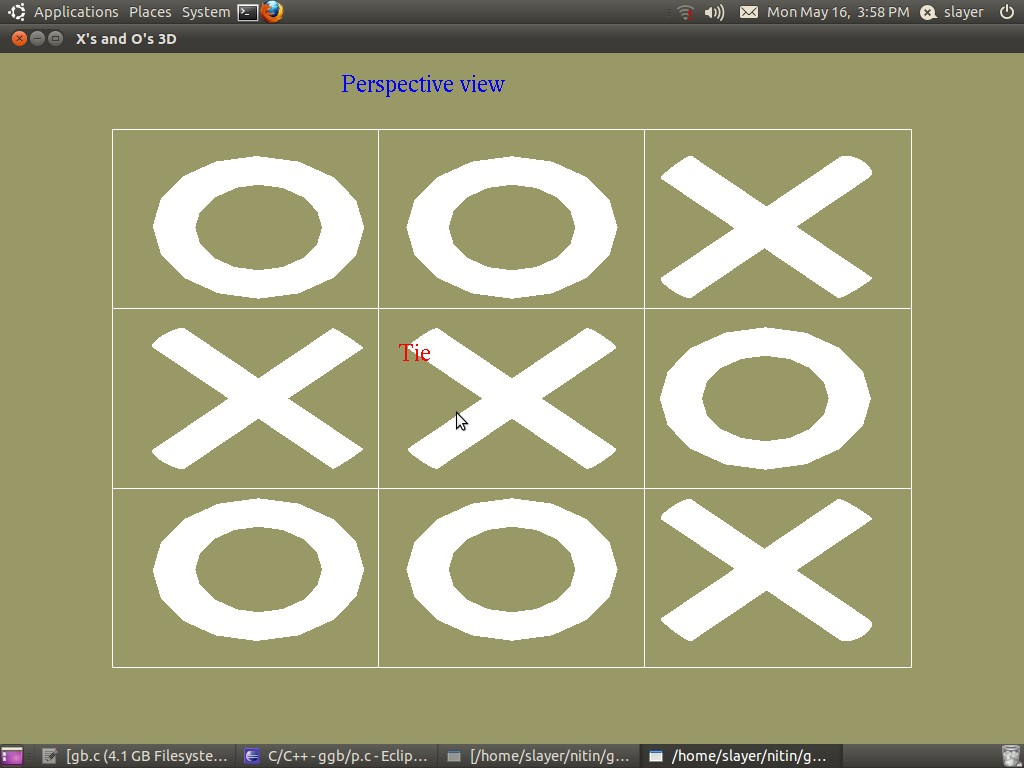 Applications Places System Mon May 16, 3:58 PM slayer
X's and O's 3D
Perspective view
O O X
Tie
X X O
O O X
[gb.c (4.1 GB Filesyste... C/C++ - ggb/p.c - Eclip... [/home/slayer/nitin/g... /home/slayer/nitin/g...